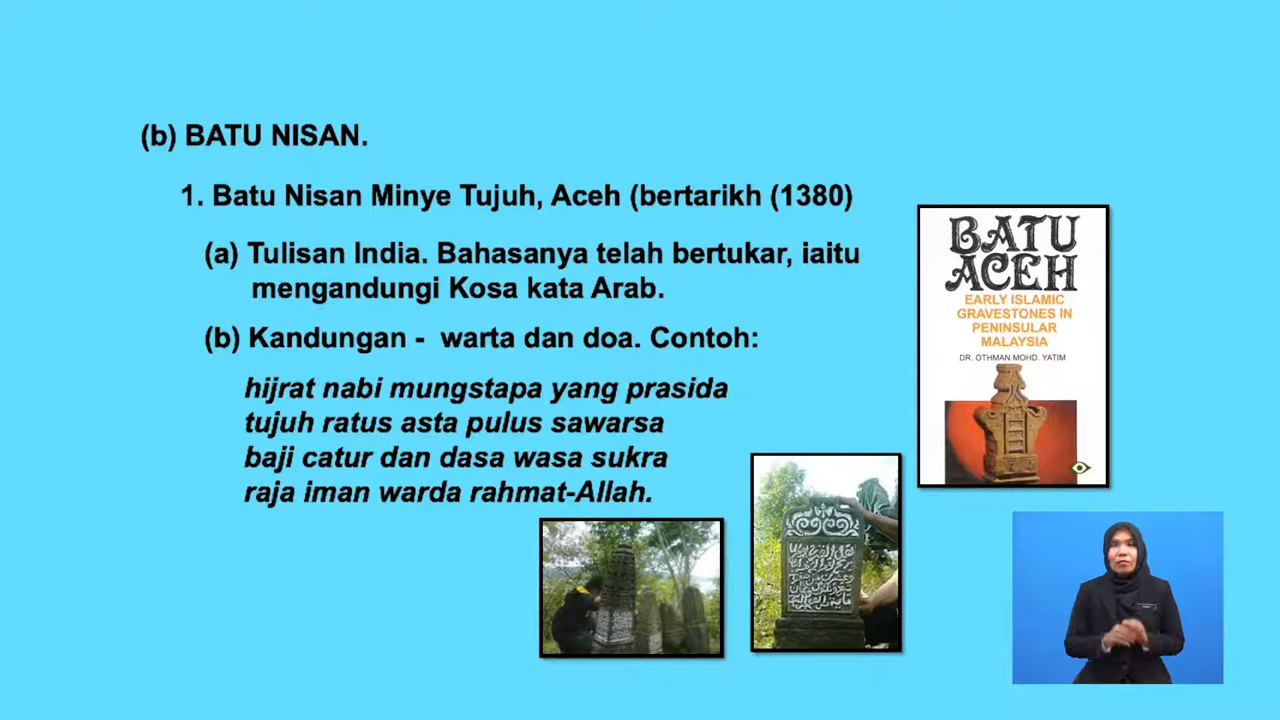 (b) BATU NISAN.
1. Batu Nisan Minye Tujuh, Aceh (bertarikh (1380)
(a) Tulisan India. Bahasanya telah bertukar, iaitu
mengandungi Kosa kata Arab.
(b) Kandungan - warta dan doa. Contoh:
hijrat nabi mungstapa yang prasida
tujuh ratus asta pulus sawarsa
baji catur dan dasa wasa sukra
raja iman warda rahmat-Allah.
BATU
ACEH
EARLY ISLAMIC
GRAVESTONES IN
PENINSULAR
MALAYSIA
DR. OTHMAN MOHD. YATIM